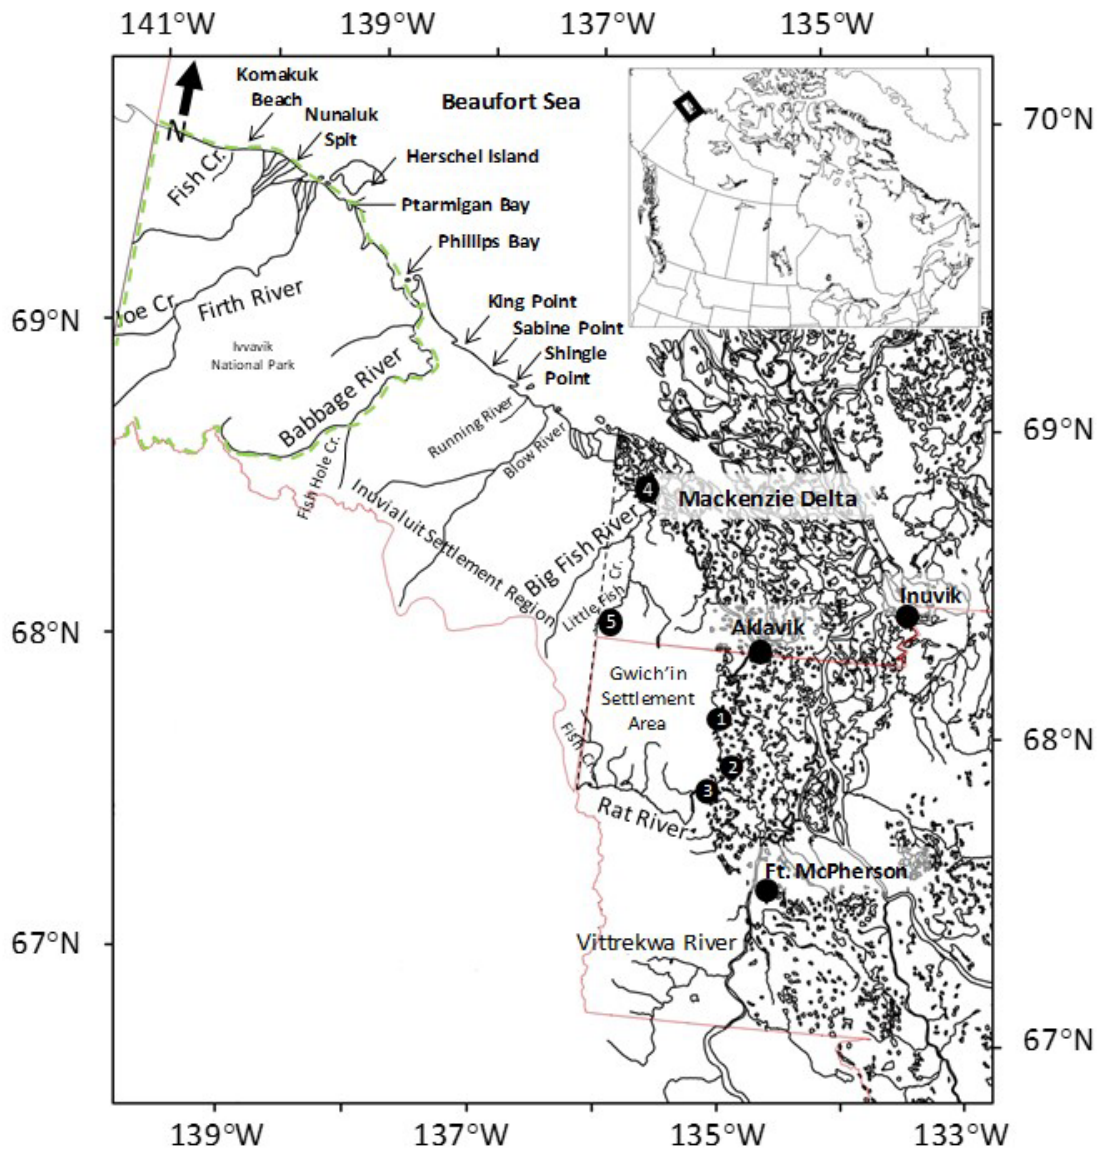 141°W
139°W
137°W
135°W
Komakuk
Beach
Beaufort Sea
Nunaluk
Spit
N
70°N
Herschel Island
Fish Cr.
Ptarmigan Bay
Phillips Bay
Firth River
Joe Cr.
69°N
King Point
Sabine Point
Shingle
Point
Ivvavik
National Park
Babbage River
Running River
Blow River
69°N
Fish Hole Cr.
Inuvialuit Settlement Region
4
Mackenzie Delta
Big Fish River
Little Fish Cr.
Inuvik
5
Aklavik
68°N
Gwich'in
Settlement
Area
1
Fish Cr.
68°N
2
3
Rat River
Ft. McPherson
67°N
Vittrekwa River
67°N
139°W
137°W
135°W
133°W